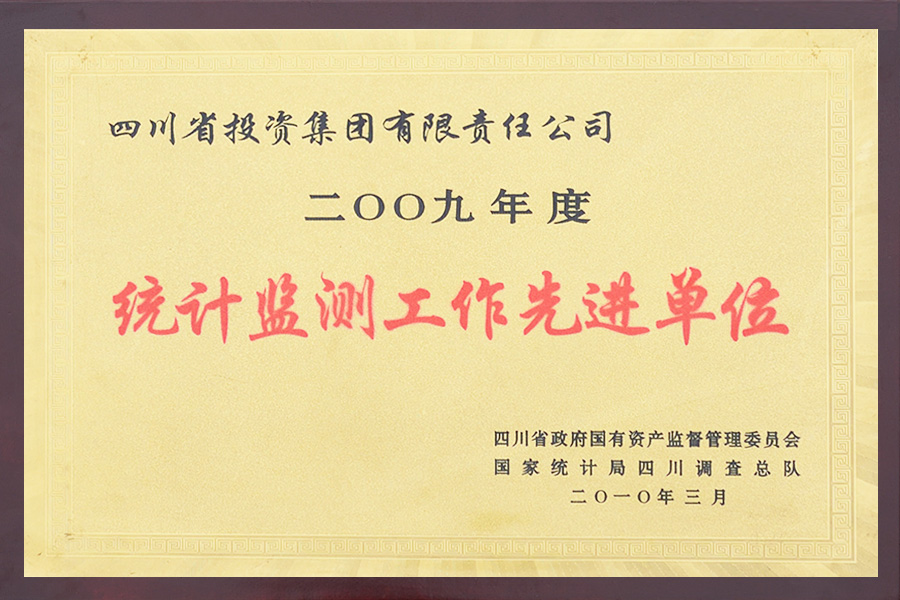 四川省投资集团有限责任公司
二〇〇九年度
统计监测工作先进单位
四川省政府国有资产监督管理委员会
国家统计局四川调查总队
二〇一〇年三月